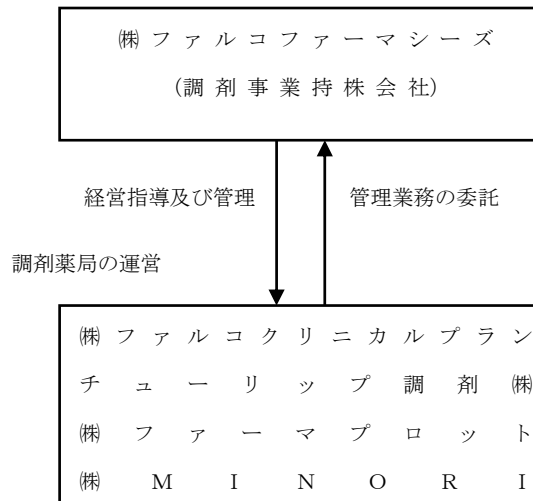 ㈱ファルコファーマシーズ
(調剤事業持株会社)
経営指導及び管理
管理業務の委託
調剤薬局の運営
㈱ファルコクリニカルプラン
チューリップ調剤㈱
㈱ファーマプロット
㈱MINORI